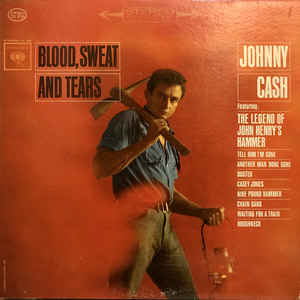 STEREO
BLOOD, SWEAT
AND TEARS
JOHNNY
CASH
Featuring:
THE LEGEND OF
JOHN HENRY'S
HAMMER
TELL HIM I'M GONE
ANOTHER MAN DONE GONE
BUSTED
CASEY JONES
NINE POUND HAMMER
CHAIN GANG
WAITING FOR A TRAIN
ROUGHNECK